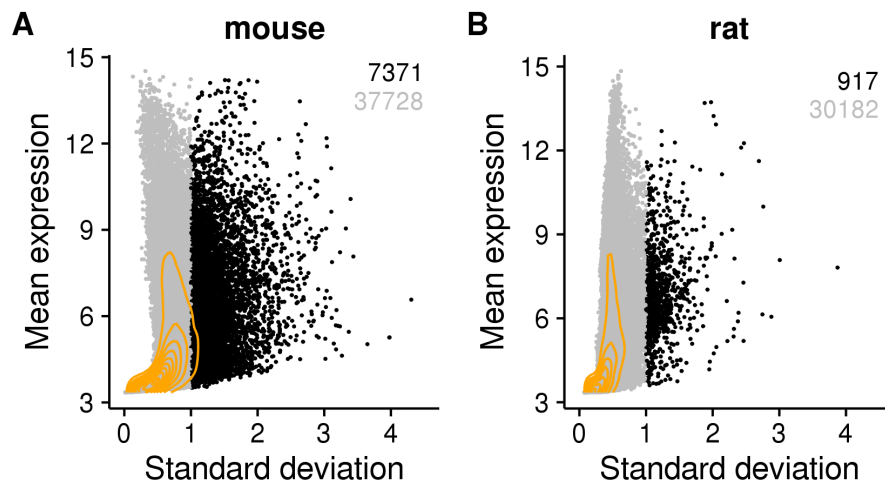 A
mouse
7371
37728
Mean expression
15
12
9
6
3
0 1 2 3 4
Standard deviation
B
rat
917
30182
Mean expression
15
12
9
6
3
0 1 2 3 4
Standard deviation